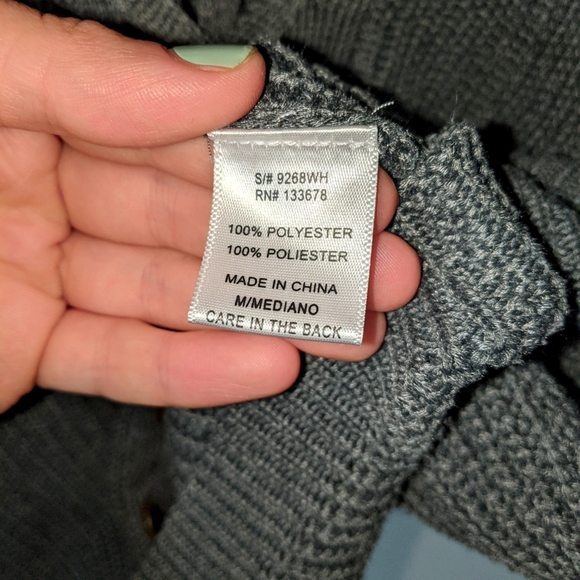 S/# 9268WH
RN# 133678
100% POLYESTER
100% POLIESTER
MADE IN CHINA
M/MEDIANO
CARE IN THE BACK